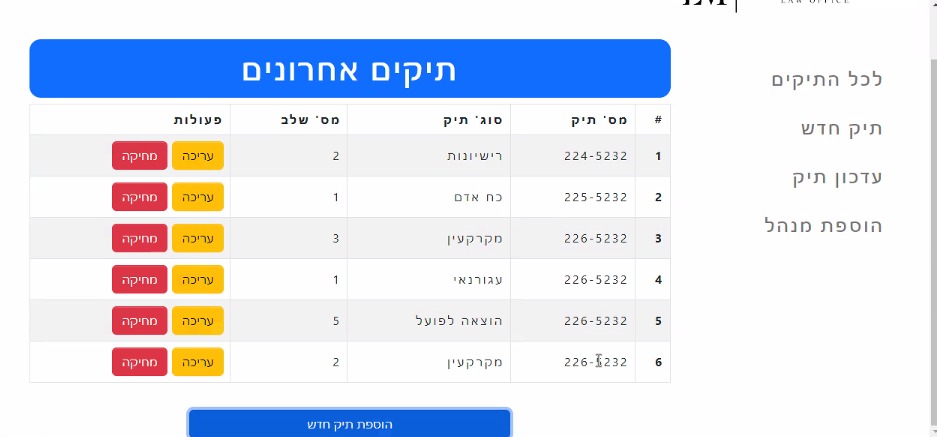 LAW OFFICE
לכל התיקים
תיק חדש
עדכון תיק
הוספת מנהל
תיקים אחרונים
# מס' תיק סוג' תיק מס' שלב פעולות
1 224-5232 רישיונות 2 עריכה מחיקה
2 225-5232 כח אדם 1 עריכה מחיקה
3 226-5232 מקרקעין 3 עריכה מחיקה
4 226-5232 עגורנאי 1 עריכה מחיקה
5 226-5232 הוצאה לפועל 5 עריכה מחיקה
6 226-5232 מקרקעין 2 עריכה מחיקה
הוספת תיק חדש